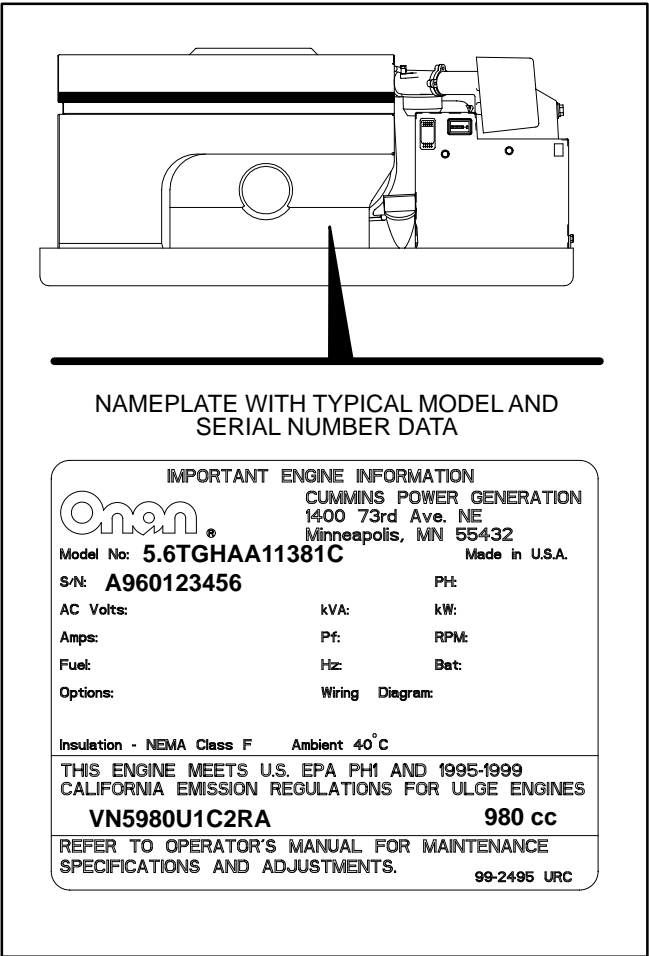 NAMEPLATE WITH TYPICAL MODEL AND
SERIAL NUMBER DATA
IMPORTANT ENGINE INFORMATION
Onan ®
CUMMINS POWER GENERATION
1400 73rd Ave. NE
Minneapolis, MN 55432
Model No: 5.6TGHAA11381C Made in U.S.A.
S/N: A960123456 PH:
AC Volts: kVA: kW:
Amps: Pf: RPM:
Fuel: Hz: Bat:
Options: Wiring Diagram:
Insulation - NEMA Class F Ambient 40°C
THIS ENGINE MEETS U.S. EPA PH1 AND 1995-1999
CALIFORNIA EMISSION REGULATIONS FOR ULGE ENGINES
VN5980U1C2RA 980 cc
REFER TO OPERATOR'S MANUAL FOR MAINTENANCE
SPECIFICATIONS AND ADJUSTMENTS.
99-2495 URC